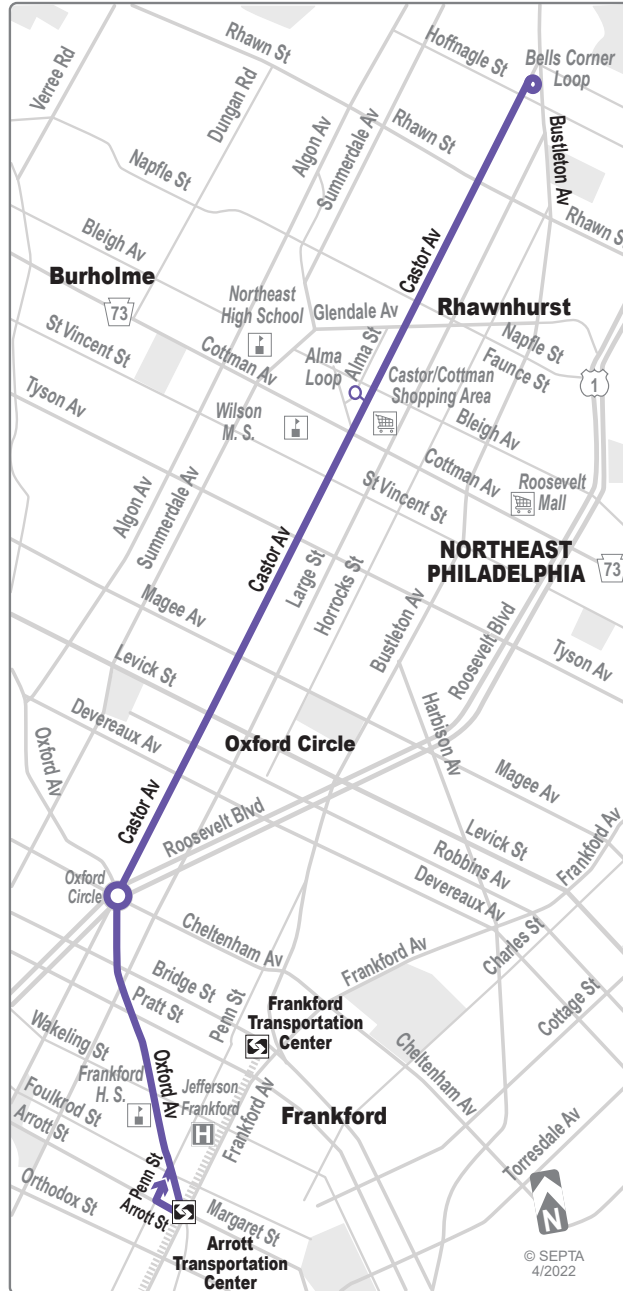 Hoffnagle St
Bells Corner
Loop
Rhawn St
Verree Rd
Dungan Rd
Algon Av
Summerdale Av
Rhawn St
Bustleton Av
Napfle St
Rhawn St
Bleigh Av
Castor Av
Burholme
73
Northeast
High School
Glendale Av
Rhawnhurst
St Vincent St
Cottman Av
Alma
Loop
Alma St
Napfle St
Faunce St
1
Tyson Av
Castor/Cottman
Shopping Area
Wilson
M. S.
Bleigh Av
Cottman Av
St Vincent St
Roosevelt
Mall
Algon Av
Summerdale Av
Castor Av
Large St
Horrocks St
NORTHEAST
PHILADELPHIA
73
Magee Av
Bustleton Av
Roosevelt Blvd
Tyson Av
Levick St
Harbison Av
Devereaux Av
Oxford Circle
Oxford Av
Magee Av
Castor Av
Roosevelt Blvd
Levick St
Robbins Av
Devereaux Av
Frankford Av
Oxford
Circle
Cheltenham Av
Charles St
Bridge St
Pratt St
Penn St
Frankford Av
Cottage St
Frankford
Transportation
Center
Wakeling St
Oxford Av
Cheltenham Av
Frankford
H. S.
Jefferson
Frankford
H
Frankford Av
Frankford
Foulkrod St
Arrott St
Torresdale Av
Orthodox St
Penn St
Arrott St
Margaret St
Arrott
Transportation
Center
N
© SEPTA
4/2022